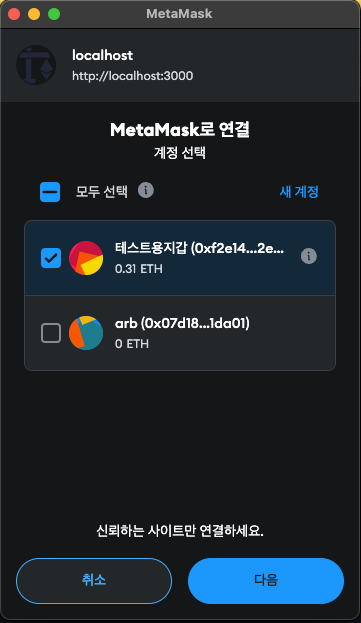 MetaMask
localhost
http://localhost:3000
MetaMask로 연결
계정 선택
모두 선택
새 계정
테스트용지갑 (0xf2e14...2e...
0.31 ETH
arb (0x07d18...1da01)
0 ETH
신뢰하는 사이트만 연결하세요.
취소
다음